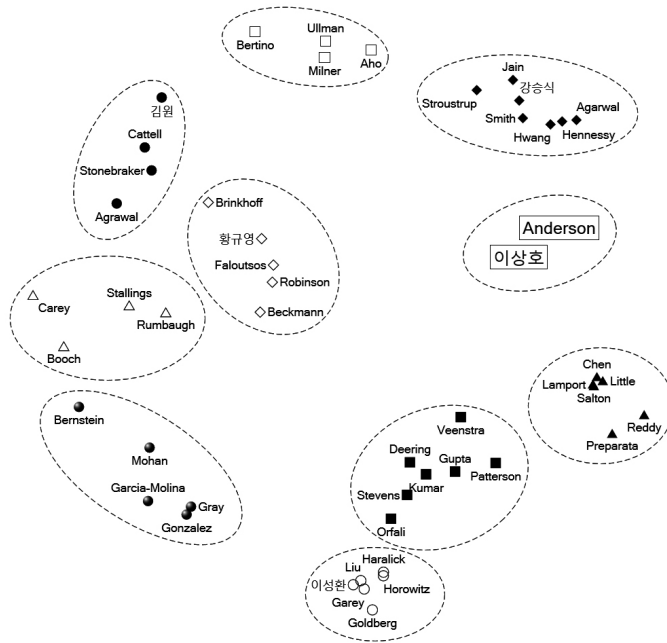 Ullman
Bertino
Milner
Aho
Jain
강승식
Stroustrup
Smith
Agarwal
Hwang
Hennessy
김원
Cattell
Stonebraker
Agrawal
Brinkhoff
황규영
Faloutsos
Robinson
Beckmann
Anderson
이상호
Stallings
Carey
Rumbaugh
Booch
Chen
Lamport
Little
Salton
Reddy
Preparata
Bernstein
Mohan
Garcia-Molina
Gray
Gonzalez
Veenstra
Deering
Gupta
Patterson
Kumar
Stevens
Orfali
Haralick
Liu
이성환
Horowitz
Garey
Goldberg